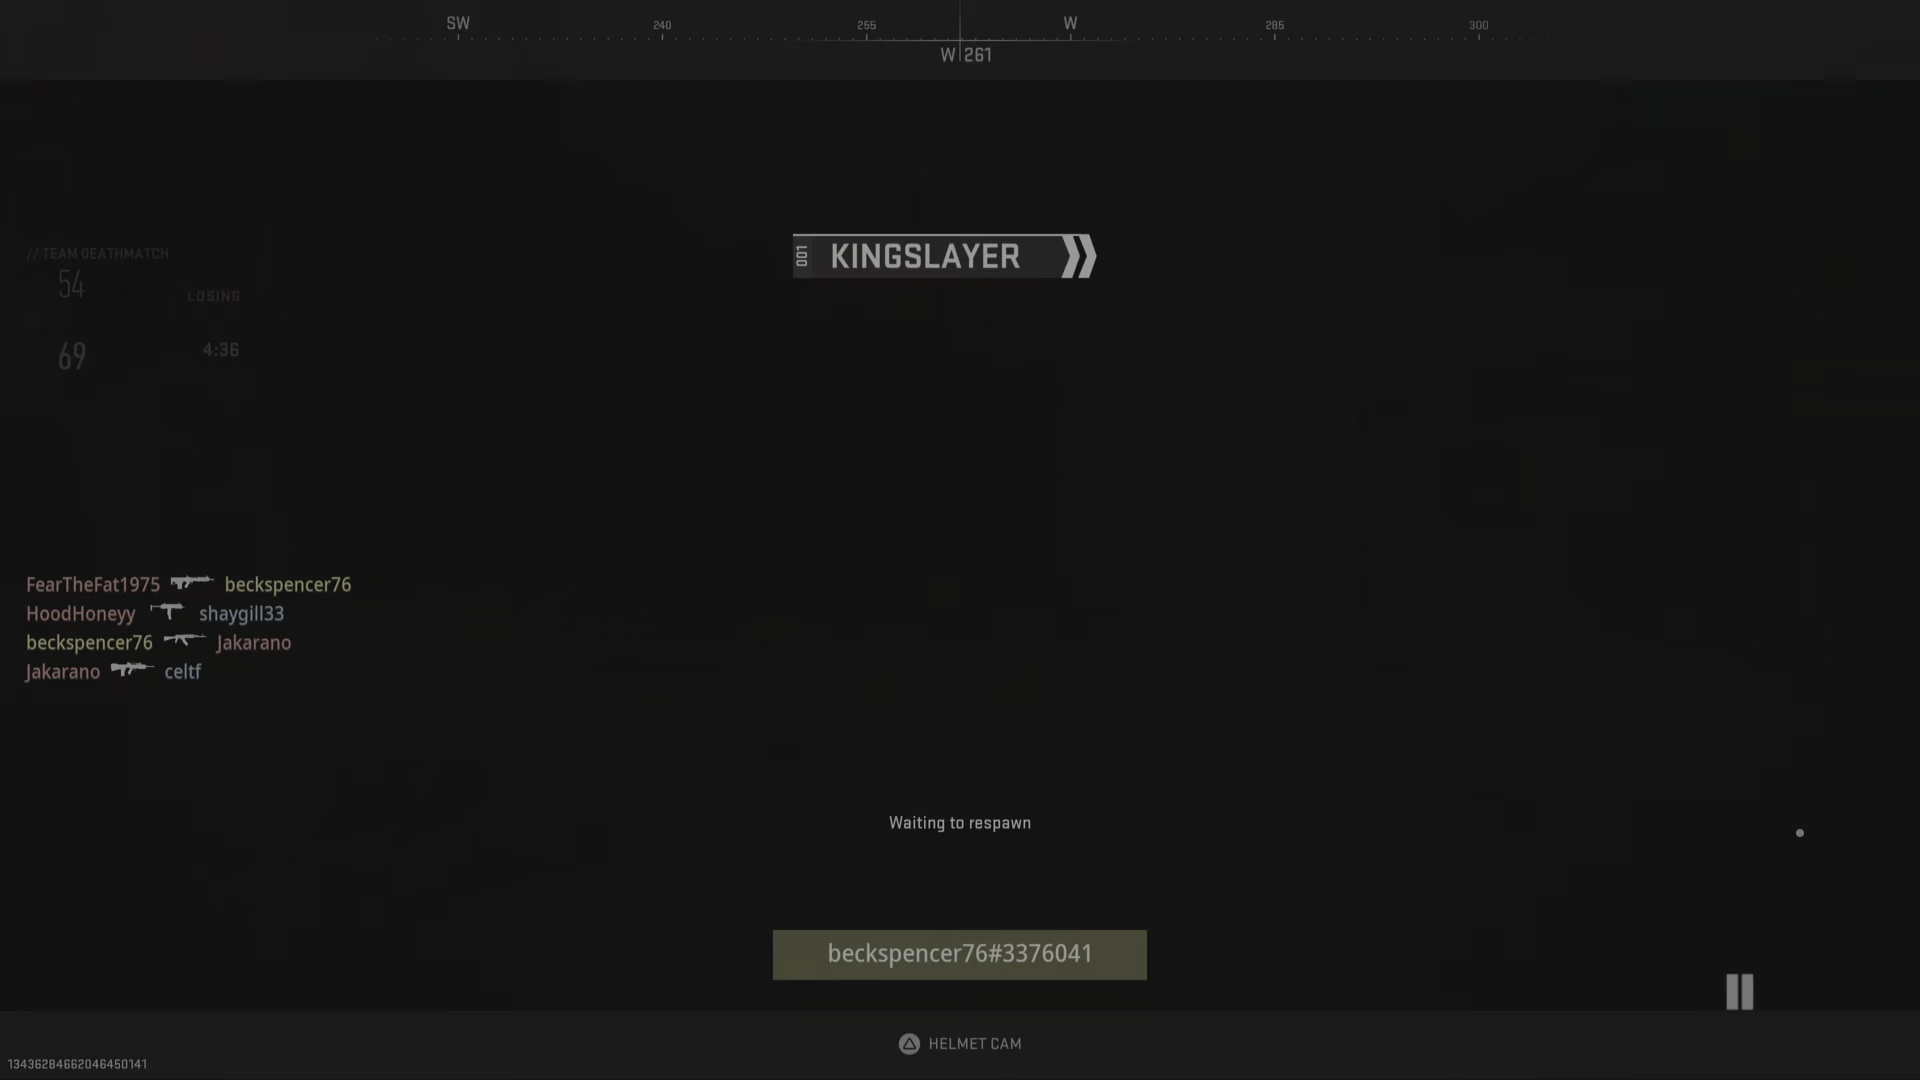 SW 240 255 W 285 300
W 261
001 KINGSLAYER
// TEAM DEATHMATCH
54
LOSING
4:36
69
FearTheFat1975 beckspencer76
HoodHoneyy shaygill33
beckspencer76 Jakarano
Jakarano celtf
Waiting to respawn
beckspencer76#3376041
HELMET CAM
13436284662046450141